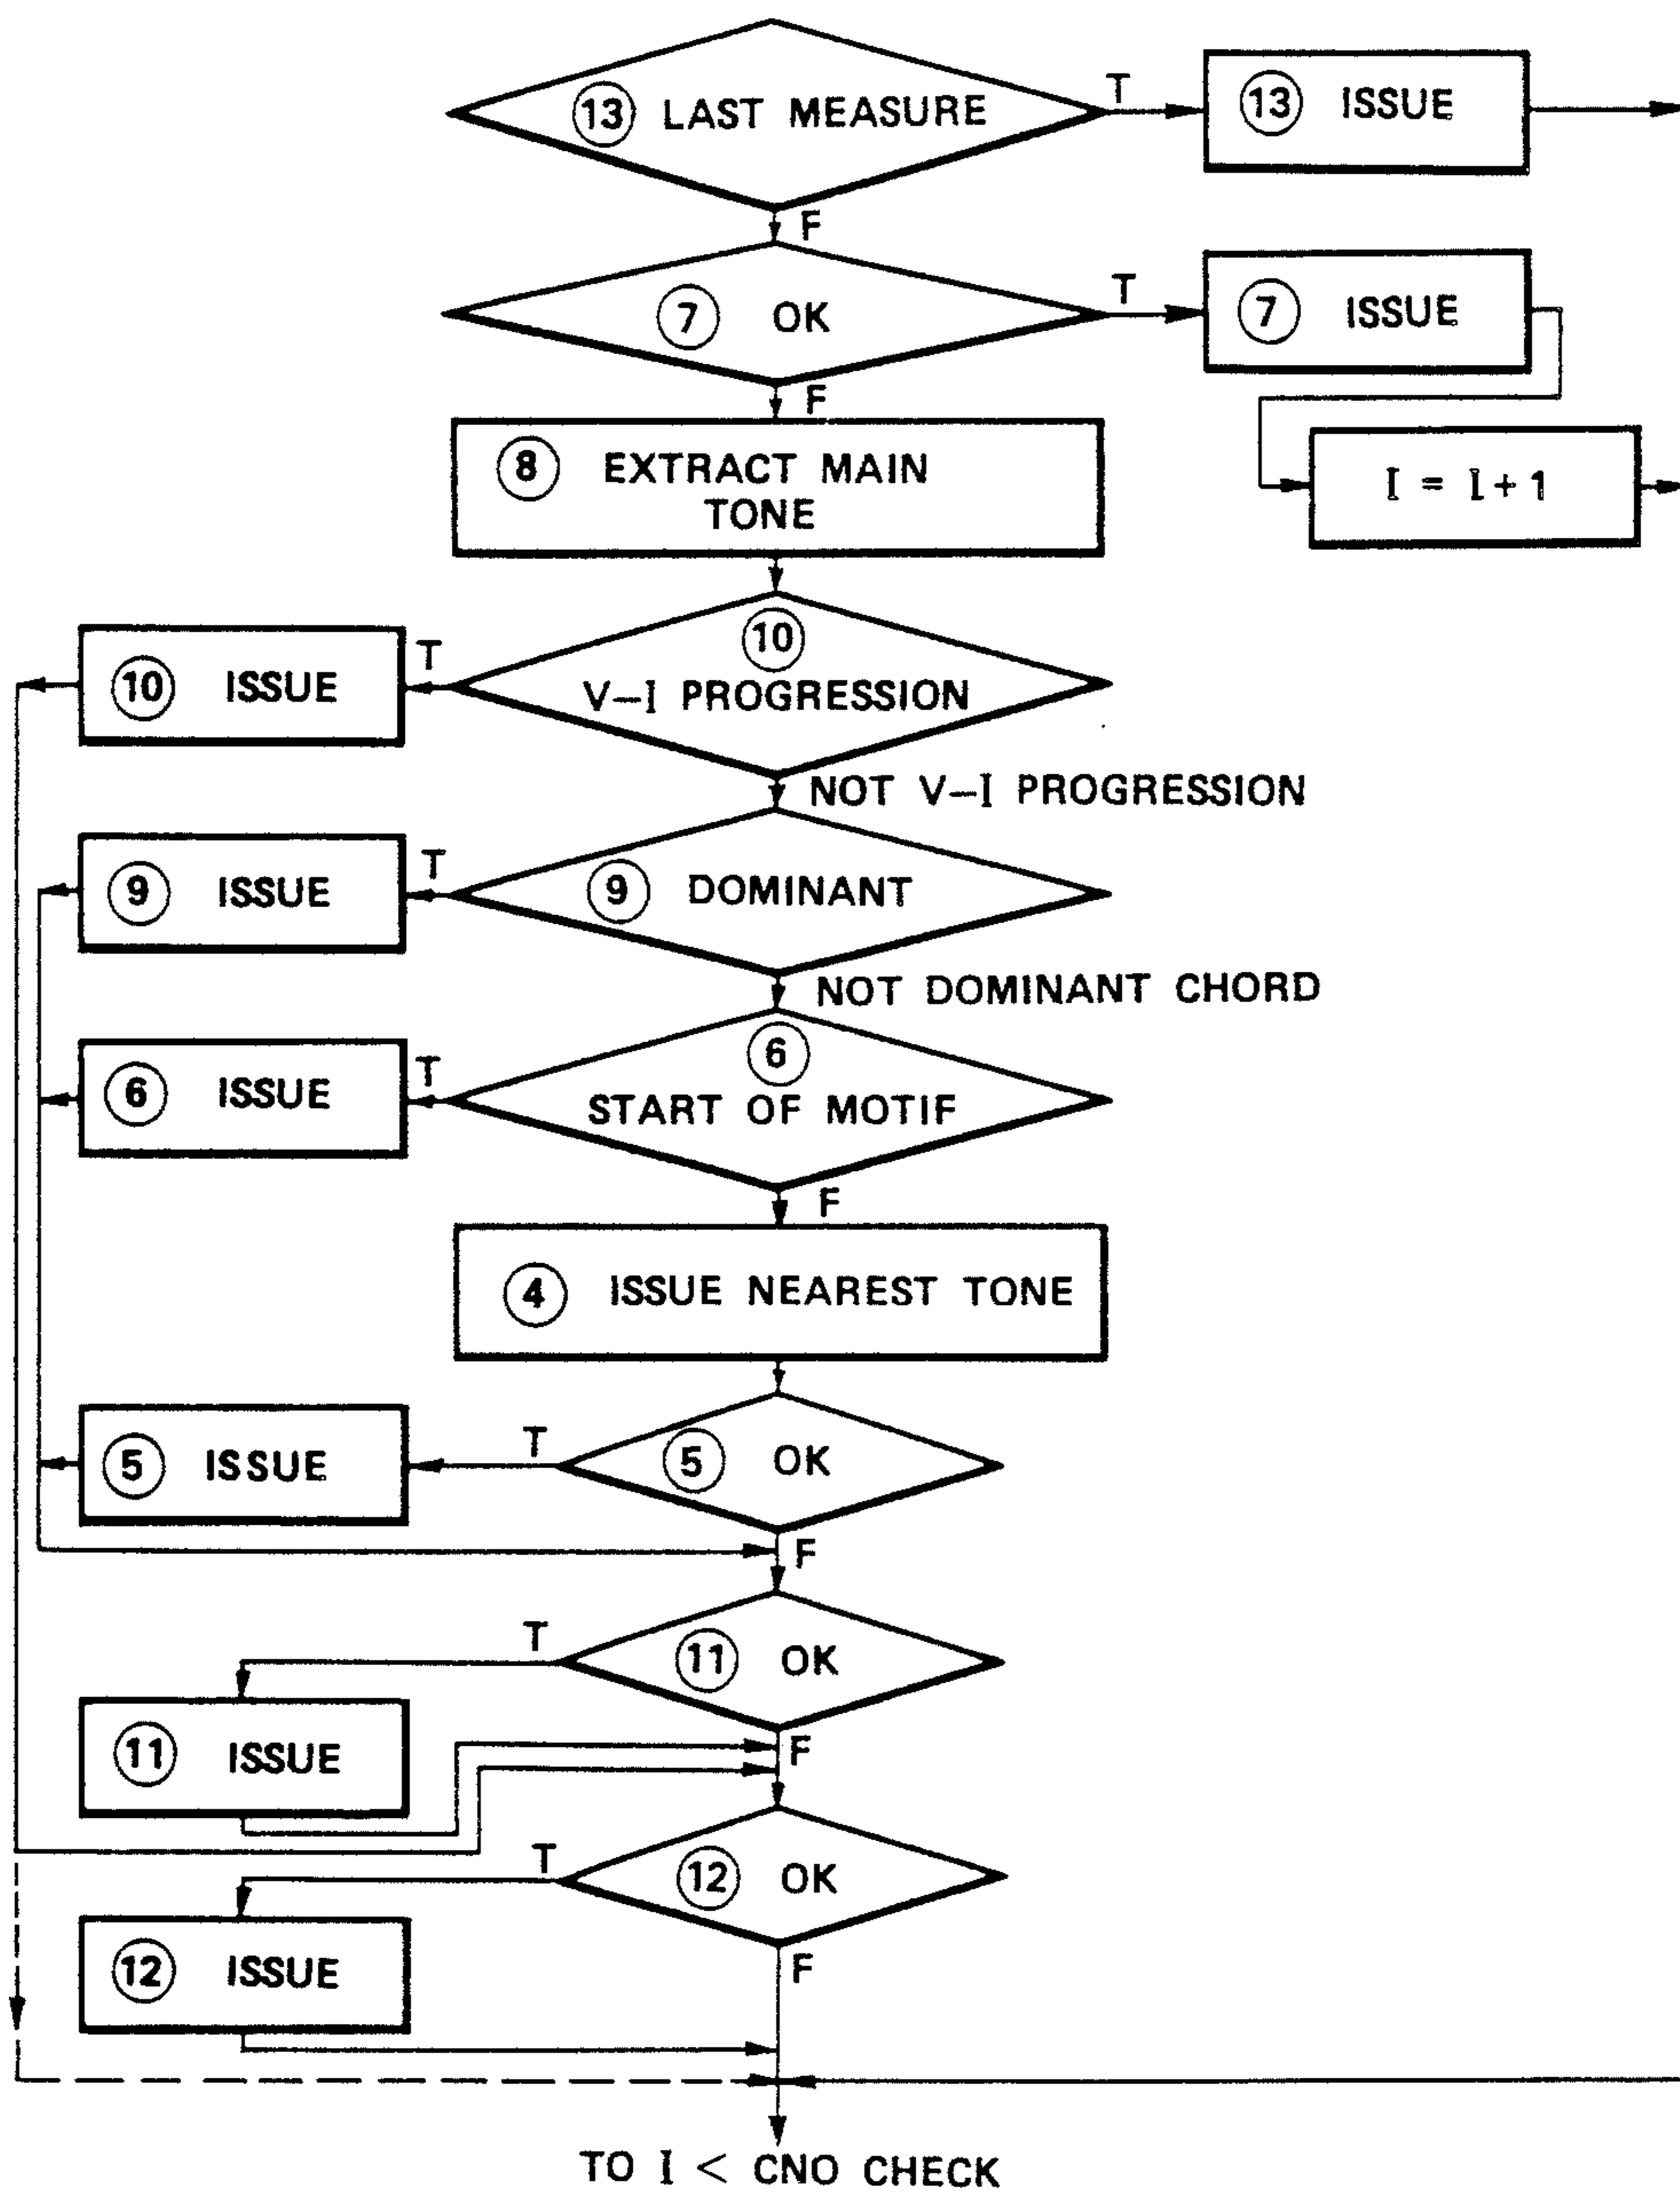 ⑬ LAST MEASURE
T
⑬ ISSUE
F
⑦ OK
T
⑦ ISSUE
F
I = I + 1
⑧ EXTRACT MAIN
TONE
⑩
V–I PROGRESSION
T
⑩ ISSUE
NOT V–I PROGRESSION
⑨ DOMINANT
T
⑨ ISSUE
NOT DOMINANT CHORD
⑥
START OF MOTIF
T
⑥ ISSUE
F
④ ISSUE NEAREST TONE
⑤ OK
T
⑤ ISSUE
F
⑪ OK
T
⑪ ISSUE
F
⑫ OK
T
⑫ ISSUE
F
TO I < CNO CHECK